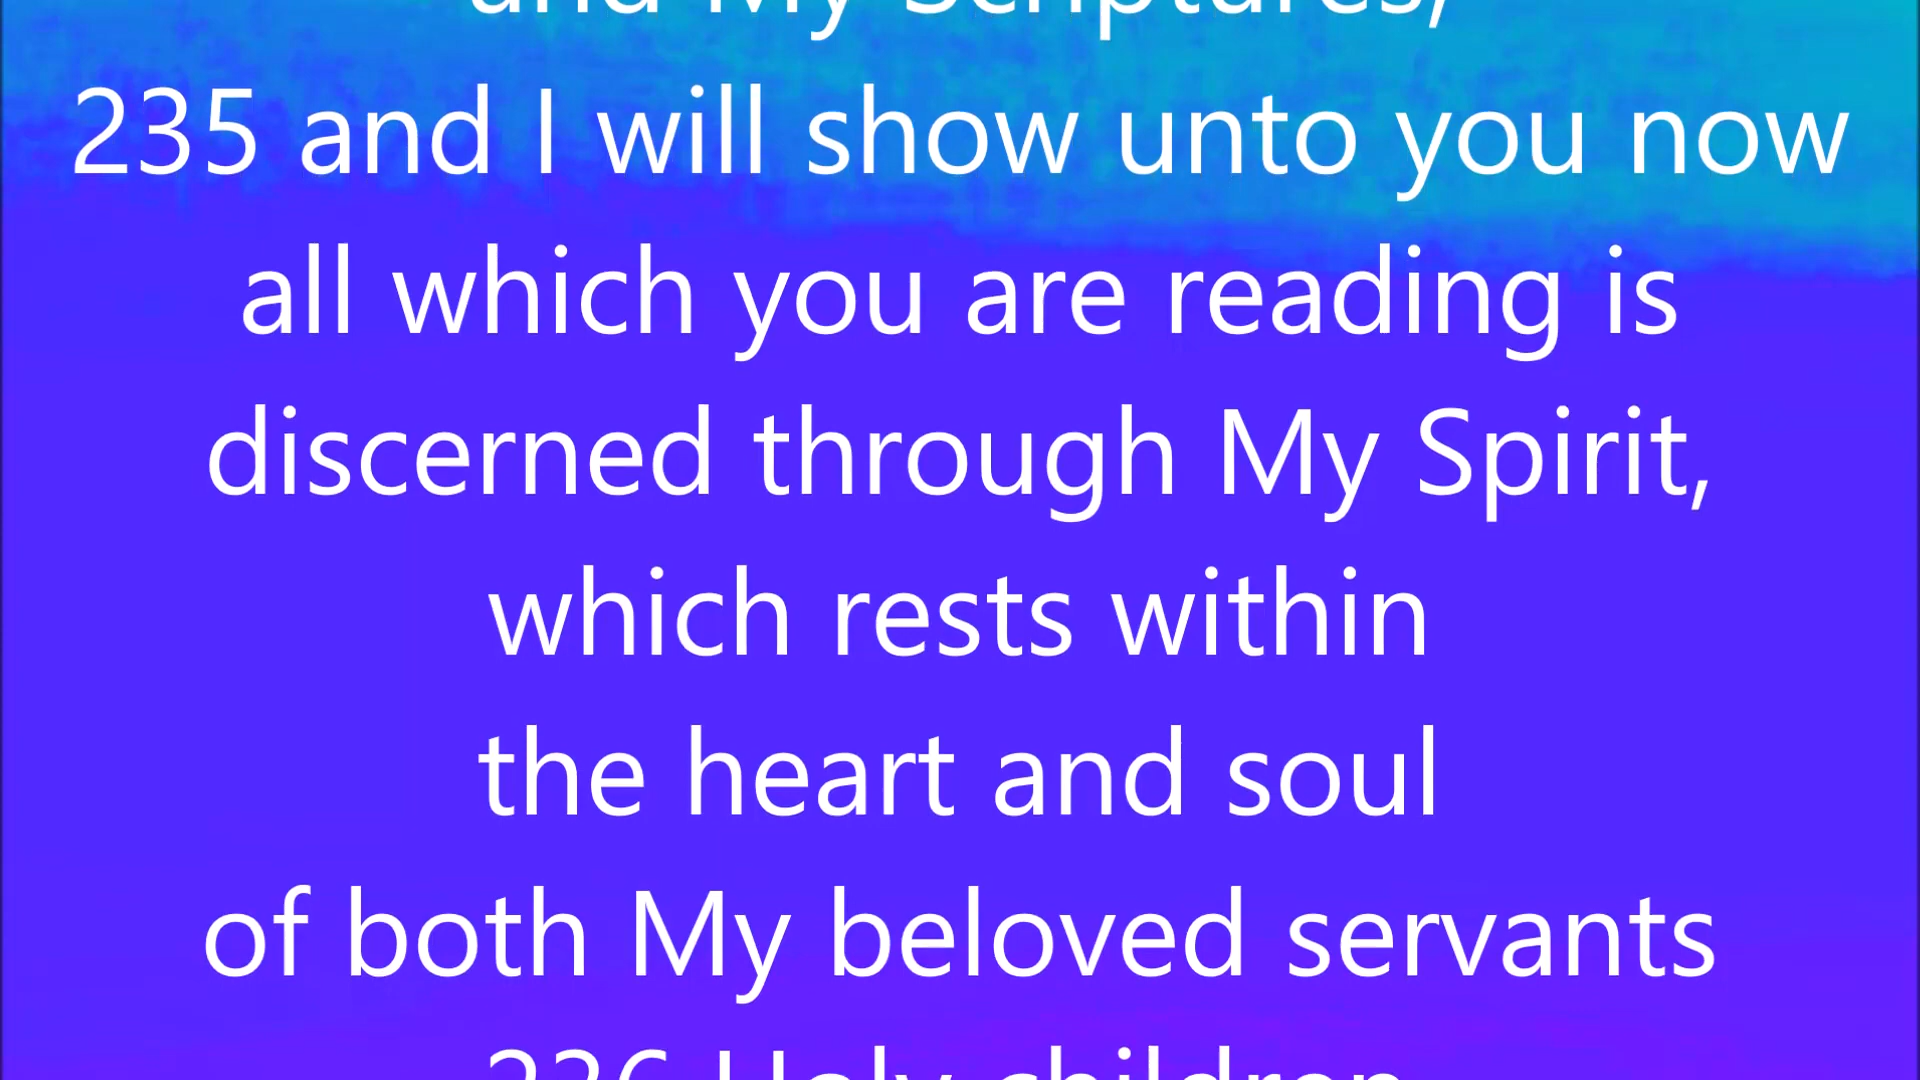 and My Scriptures,
235 and I will show unto you now
all which you are reading is
discerned through My Spirit,
which rests within
the heart and soul
of both My beloved servants
236 Holy children